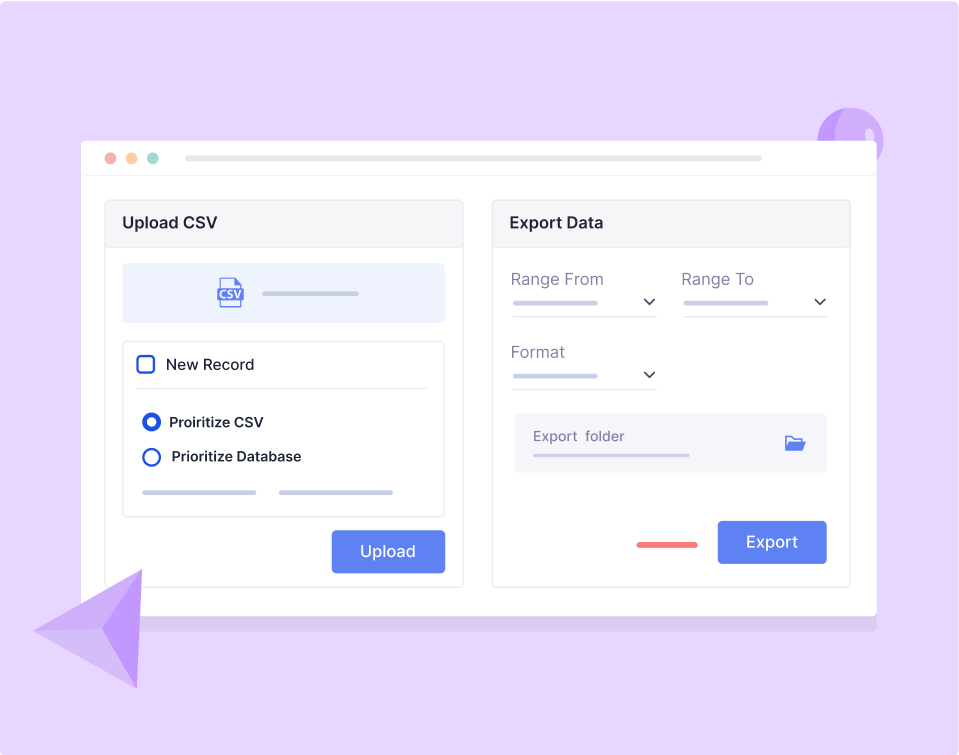 Upload CSV
CSV
New Record
Proiritize CSV
Prioritize Database
Upload
Export Data
Range From
Range To
Format
Export folder
Export